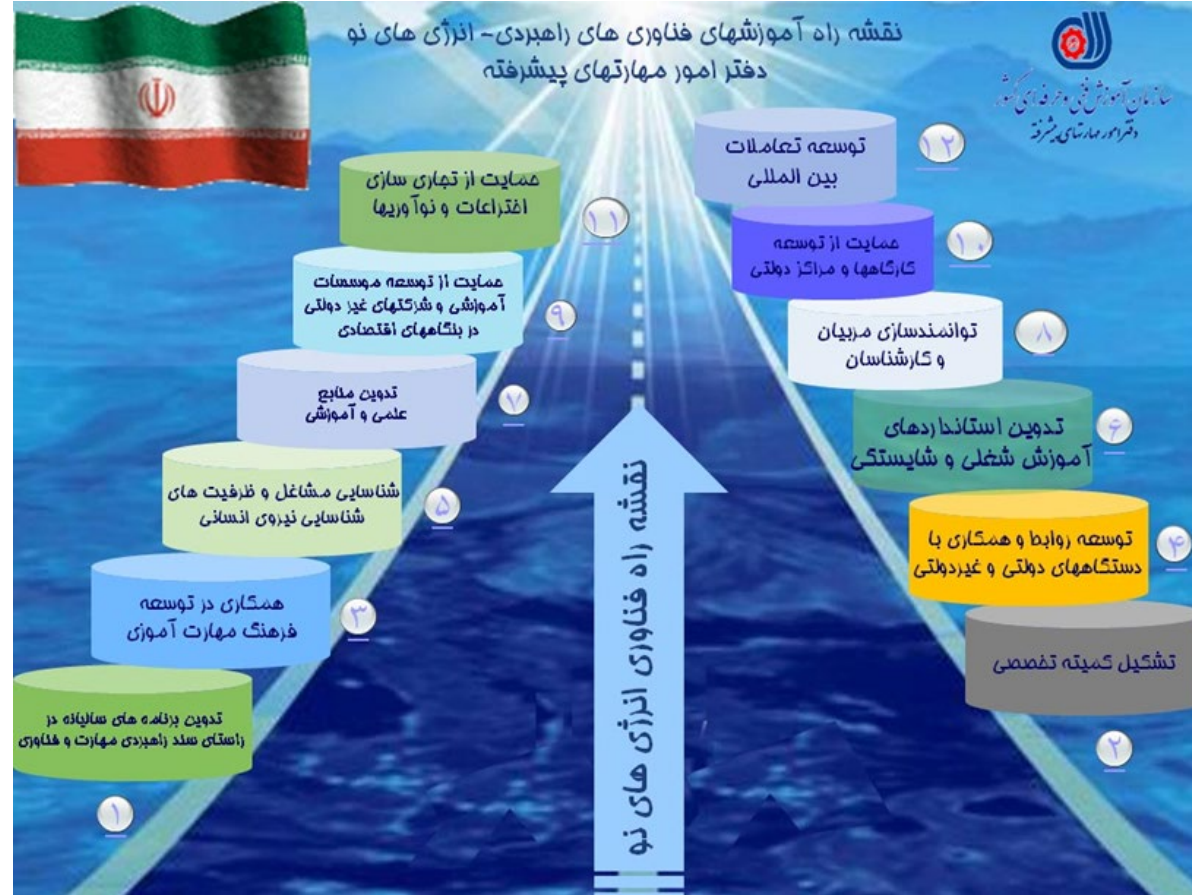 نقشه راه آموزشهای فناوری های راهبردی- انرژی های نو
دفتر امور مهارتهای پیشرفته
سازمان آموزش فنی و حرفه‌ای کشور
دفتر امور مهارتهای پیشرفته
۱۲
توسعه تعاملات
بین المللی
۱۱
حمایت از تجاری سازی
اختراعات و نوآوریها
۱۰
حمایت از توسعه
کارگاهها و مراکز دولتی
۹
حمایت از توسعه موسسات
آموزشی و شرکتهای غیر دولتی
در بنگاههای اقتصادی
۸
توانمندسازی مربیان
و کارشناسان
۷
تدوین منابع
علمی و آموزشی
۶
تدوین استانداردهای
آموزش شغلی و شایستگی
۵
شناسایی مشاغل و ظرفیت های
شناسایی نیروی انسانی
۴
توسعه روابط و همکاری با
دستگاههای دولتی و غیردولتی
۳
همکاری در توسعه
فرهنگ مهارت آموزی
تشکیل کمیته تخصصی
۲
تدوین برنامه های سالیانه در
راستای سند راهبردی مهارت و فناوری
۱
نقشه راه فناوری انرژی های نو